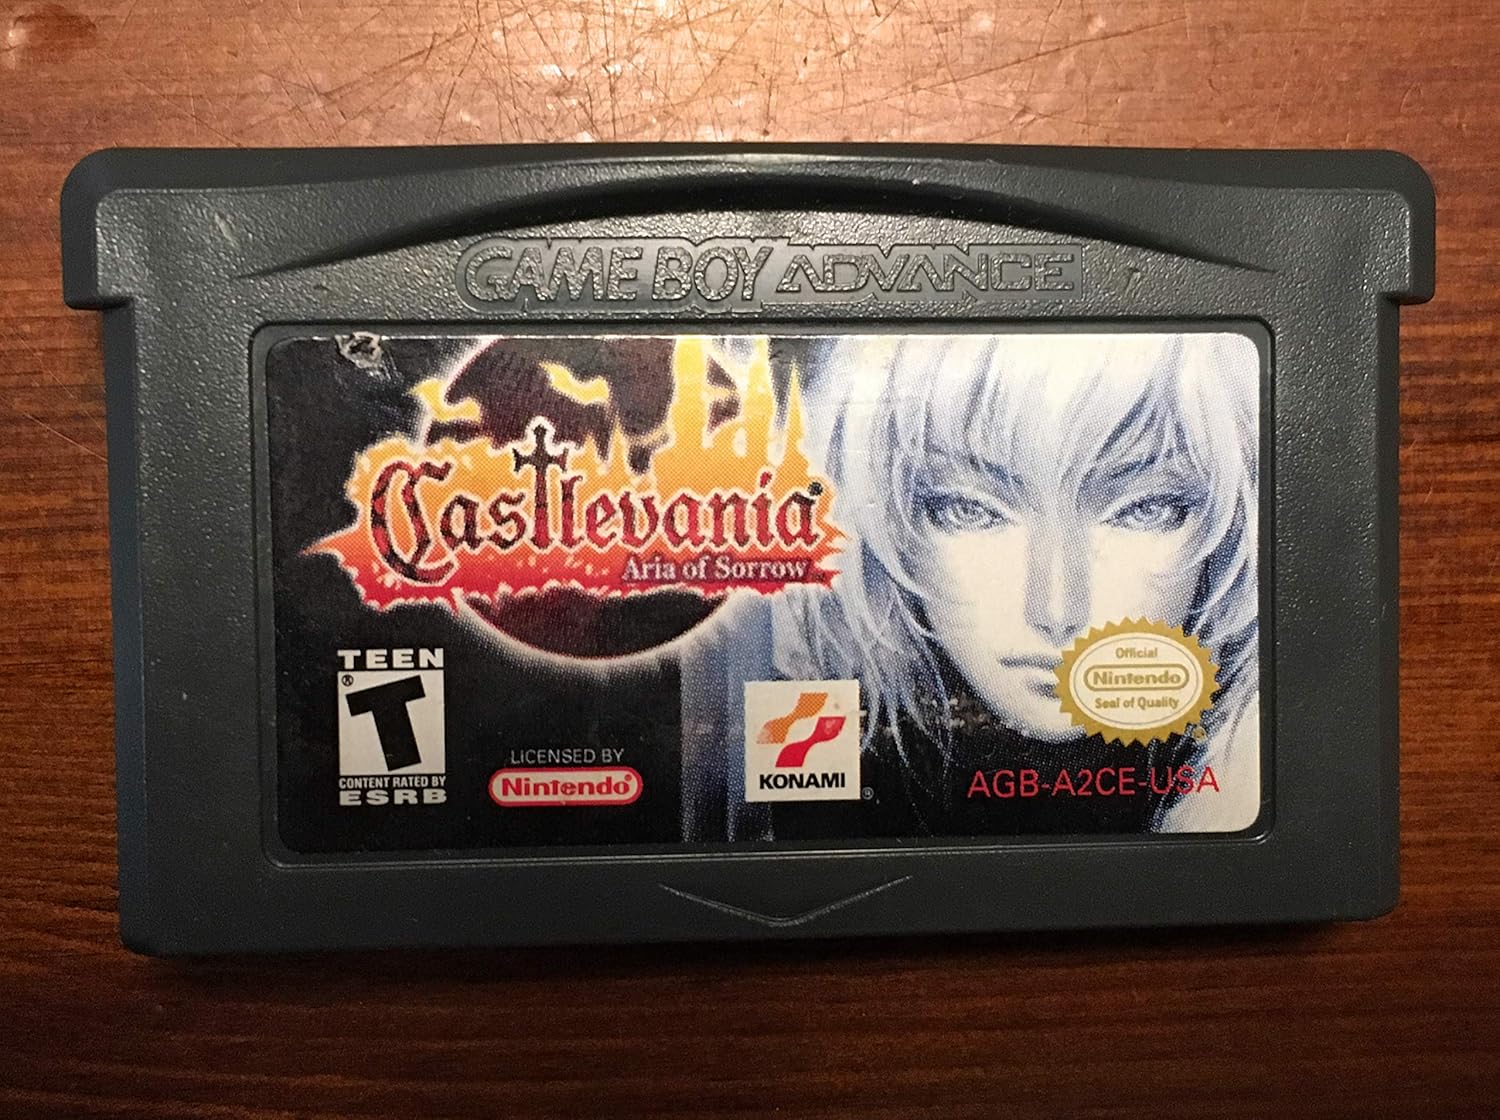 GAME BOY ADVANCE
Castlevania®
Aria of Sorrow™
TEEN
T
®
CONTENT RATED BY
ESRB
LICENSED BY
Nintendo®
KONAMI
®
Official
Nintendo
Seal of Quality
AGB-A2CE-USA